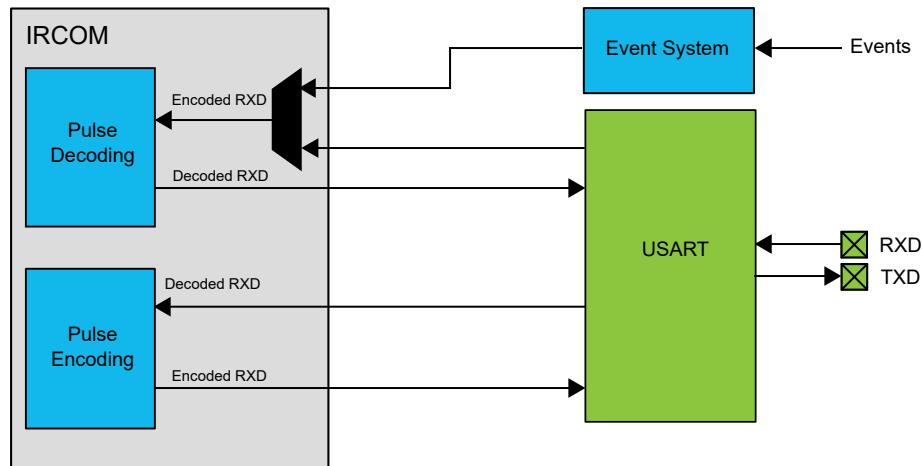 IRCOM
Event System
Events
Encoded RXD
Pulse
Decoding
Decoded RXD
USART
RXD
TXD
Decoded RXD
Pulse
Encoding
Encoded RXD